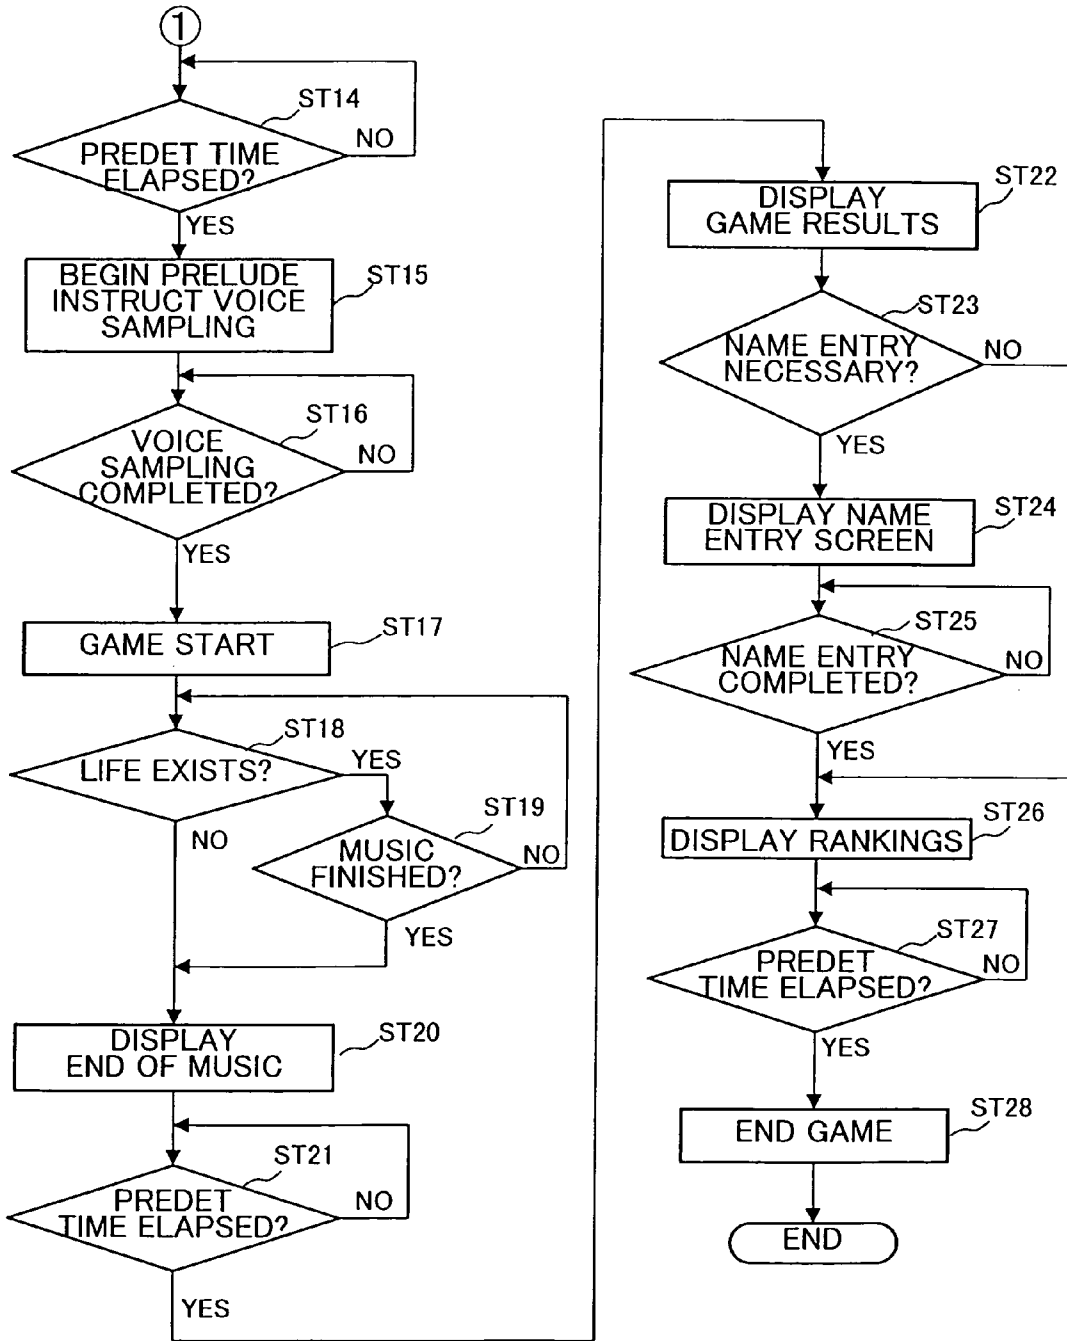 1
ST14
NO
PREDET TIME
ELAPSED?
YES
ST15
BEGIN PRELUDE
INSTRUCT VOICE
SAMPLING
ST16
VOICE
SAMPLING
COMPLETED?
NO
YES
ST17
GAME START
ST18
LIFE EXISTS?
YES
NO
ST19
MUSIC
FINISHED?
NO
YES
ST20
DISPLAY
END OF MUSIC
ST21
PREDET
TIME ELAPSED?
NO
YES
ST22
DISPLAY
GAME RESULTS
ST23
NAME ENTRY
NECESSARY?
NO
YES
ST24
DISPLAY NAME
ENTRY SCREEN
ST25
NAME ENTRY
COMPLETED?
NO
YES
ST26
DISPLAY RANKINGS
ST27
PREDET
TIME ELAPSED?
NO
YES
ST28
END GAME
END